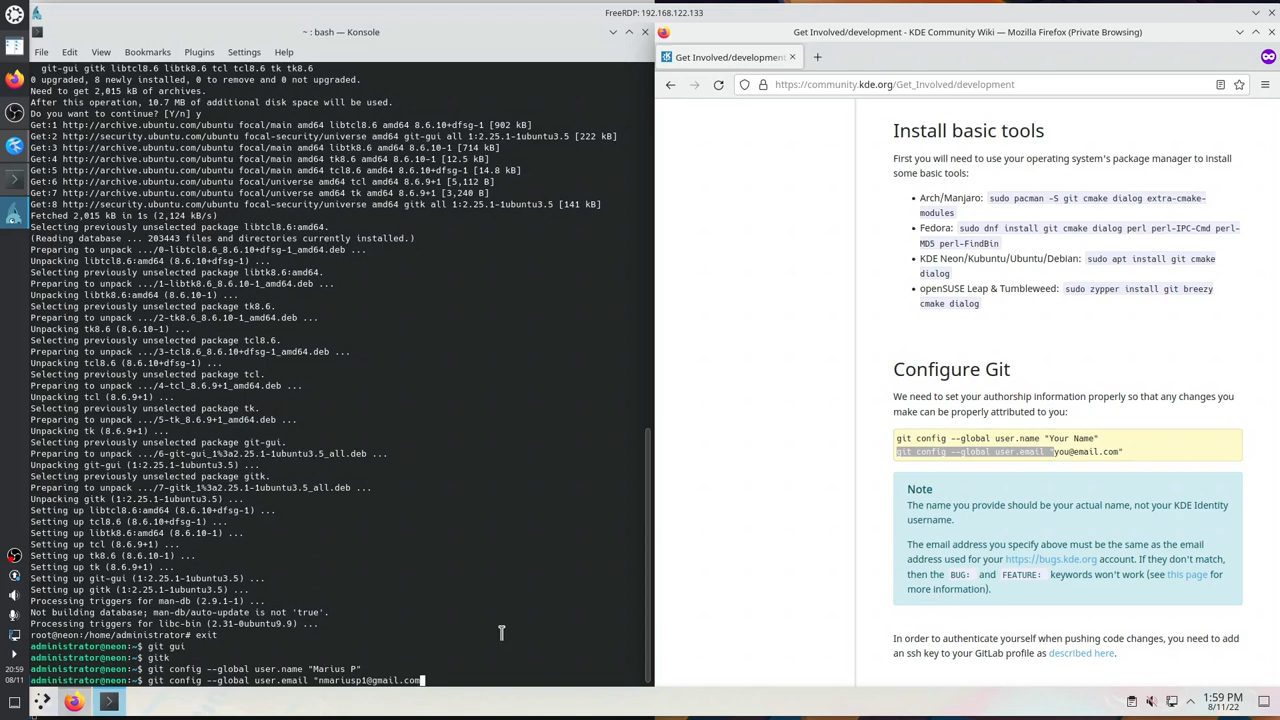 FreeRDP: 192.168.122.133
~ : bash — Konsole
File Edit View Bookmarks Plugins Settings Help
git-gui gitk libtcl8.6 libtk8.6 tcl tcl8.6 tk tk8.6
0 upgraded, 8 newly installed, 0 to remove and 0 not upgraded.
Need to get 2,015 kB of archives.
After this operation, 10.7 MB of additional disk space will be used.
Do you want to continue? [Y/n] y
Get:1 http://archive.ubuntu.com/ubuntu focal/main amd64 libtcl8.6 amd64 8.6.10+dfsg-1 [902 kB]
Get:2 http://security.ubuntu.com/ubuntu focal-security/universe amd64 git-gui all 1:2.25.1-1ubuntu3.5 [222 kB]
Get:3 http://archive.ubuntu.com/ubuntu focal/main amd64 libtk8.6 amd64 8.6.10-1 [714 kB]
Get:4 http://archive.ubuntu.com/ubuntu focal/main amd64 tk8.6 amd64 8.6.10-1 [12.5 kB]
Get:5 http://archive.ubuntu.com/ubuntu focal/main amd64 tcl8.6 amd64 8.6.10+dfsg-1 [14.8 kB]
Get:6 http://archive.ubuntu.com/ubuntu focal/universe amd64 tcl amd64 8.6.9+1 [5,112 B]
Get:7 http://archive.ubuntu.com/ubuntu focal/universe amd64 tk amd64 8.6.9+1 [3,240 B]
Get:8 http://security.ubuntu.com/ubuntu focal-security/universe amd64 gitk all 1:2.25.1-1ubuntu3.5 [141 kB]
Fetched 2,015 kB in 1s (2,124 kB/s)
Selecting previously unselected package libtcl8.6:amd64.
(Reading database ... 203443 files and directories currently installed.)
Preparing to unpack .../0-libtcl8.6_8.6.10+dfsg-1_amd64.deb ...
Unpacking libtcl8.6:amd64 (8.6.10+dfsg-1) ...
Selecting previously unselected package libtk8.6:amd64.
Preparing to unpack .../1-libtk8.6_8.6.10-1_amd64.deb ...
Unpacking libtk8.6:amd64 (8.6.10-1) ...
Selecting previously unselected package tk8.6.
Preparing to unpack .../2-tk8.6_8.6.10-1_amd64.deb ...
Unpacking tk8.6 (8.6.10-1) ...
Selecting previously unselected package tcl8.6.
Preparing to unpack .../3-tcl8.6_8.6.10+dfsg-1_amd64.deb ...
Unpacking tcl8.6 (8.6.10+dfsg-1) ...
Selecting previously unselected package tcl.
Preparing to unpack .../4-tcl_8.6.9+1_amd64.deb ...
Unpacking tcl (8.6.9+1) ...
Selecting previously unselected package tk.
Preparing to unpack .../5-tk_8.6.9+1_amd64.deb ...
Unpacking tk (8.6.9+1) ...
Selecting previously unselected package git-gui.
Preparing to unpack .../6-git-gui_1%3a2.25.1-1ubuntu3.5_all.deb ...
Unpacking git-gui (1:2.25.1-1ubuntu3.5) ...
Selecting previously unselected package gitk.
Preparing to unpack .../7-gitk_1%3a2.25.1-1ubuntu3.5_all.deb ...
Unpacking gitk (1:2.25.1-1ubuntu3.5) ...
Setting up libtcl8.6:amd64 (8.6.10+dfsg-1) ...
Setting up tcl8.6 (8.6.10+dfsg-1) ...
Setting up libtk8.6:amd64 (8.6.10-1) ...
Setting up tcl (8.6.9+1) ...
Setting up tk8.6 (8.6.10-1) ...
Setting up tk (8.6.9+1) ...
Setting up git-gui (1:2.25.1-1ubuntu3.5) ...
Setting up gitk (1:2.25.1-1ubuntu3.5) ...
Processing triggers for man-db (2.9.1-1) ...
Not building database; man-db/auto-update is not 'true'.
Processing triggers for libc-bin (2.31-0ubuntu9.9) ...
root@neon:/home/administrator# exit
administrator@neon:~$ git gui
administrator@neon:~$ gitk
administrator@neon:~$ git config --global user.name "Marius P"
administrator@neon:~$ git config --global user.email "nmariusp1@gmail.com
Get Involved/development - KDE Community Wiki — Mozilla Firefox (Private Browsing)
Get Involved/development
https://community.kde.org/Get_Involved/development
Install basic tools
First you will need to use your operating system's package manager to install
some basic tools:
• Arch/Manjaro: sudo pacman -S git cmake dialog extra-cmake-
modules
• Fedora: sudo dnf install git cmake dialog perl perl-IPC-Cmd perl-
MD5 perl-FindBin
• KDE Neon/Kubuntu/Ubuntu/Debian: sudo apt install git cmake
dialog
• openSUSE Leap & Tumbleweed: sudo zypper install git breezy
cmake dialog
Configure Git
We need to set your authorship information properly so that any changes you
make can be properly attributed to you:
git config --global user.name "Your Name"
git config --global user.email "you@email.com"
Note
The name you provide should be your actual name, not your KDE Identity
username.
The email address you specify above must be the same as the email
address used for your https://bugs.kde.org account. If they don't match,
then the BUG: and FEATURE: keywords won't work (see this page for
more information).
In order to authenticate yourself when pushing code changes, you need to add
an ssh key to your GitLab profile as described here.
20:59
08/11
1:59 PM
8/11/22